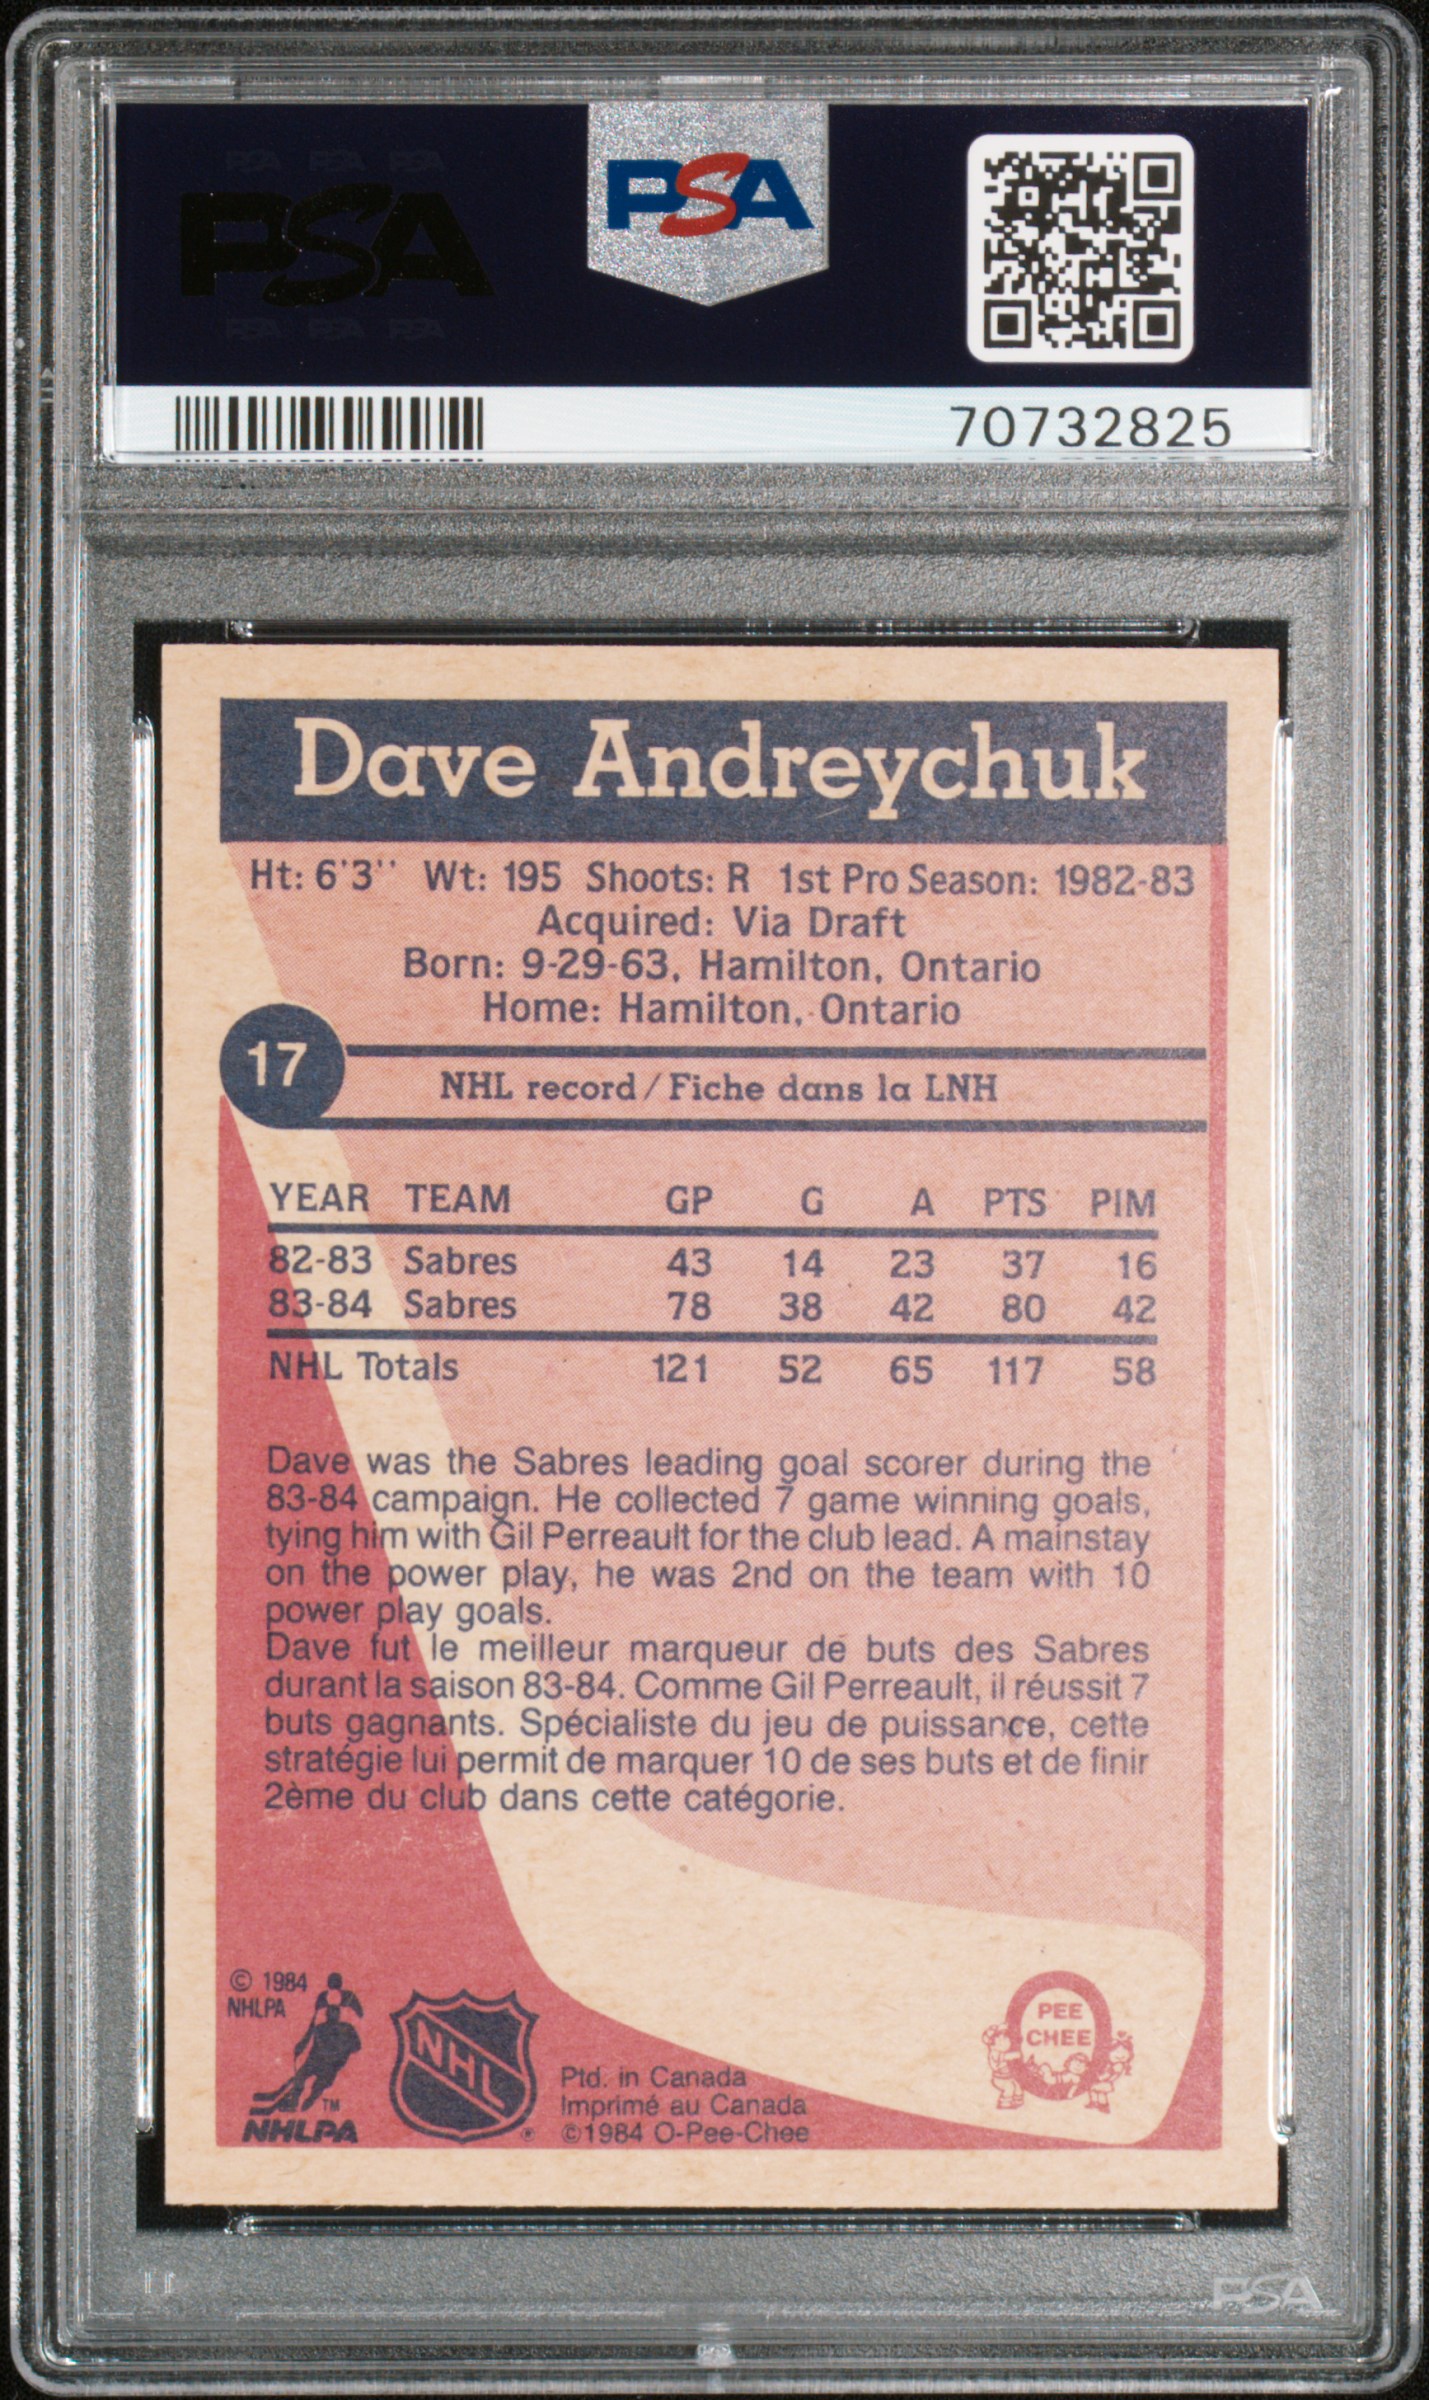 PSA PSA PSA
PSA
PSA PSA PSA
PSA
70732825
Dave Andreychuk
Ht: 6'3'' Wt: 195 Shoots: R 1st Pro Season: 1982-83
Acquired: Via Draft
Born: 9-29-63, Hamilton, Ontario
Home: Hamilton, Ontario
17
NHL record / Fiche dans la LNH
YEAR TEAM GP G A PTS PIM
82-83 Sabres 43 14 23 37 16
83-84 Sabres 78 38 42 80 42
NHL Totals 121 52 65 117 58
Dave was the Sabres leading goal scorer during the
83-84 campaign. He collected 7 game winning goals,
tying him with Gil Perreault for the club lead. A mainstay
on the power play, he was 2nd on the team with 10
power play goals.
Dave fut le meilleur marqueur de buts des Sabres
durant la saison 83-84. Comme Gil Perreault, il réussit 7
buts gagnants. Spécialiste du jeu de puissance, cette
stratégie lui permit de marquer 10 de ses buts et de finir
2ème du club dans cette catégorie.
© 1984
NHLPA
TM
NHLPA
NHL
®
Ptd. in Canada
Imprimé au Canada
©1984 O-Pee-Chee
PEE
CHEE
PSA